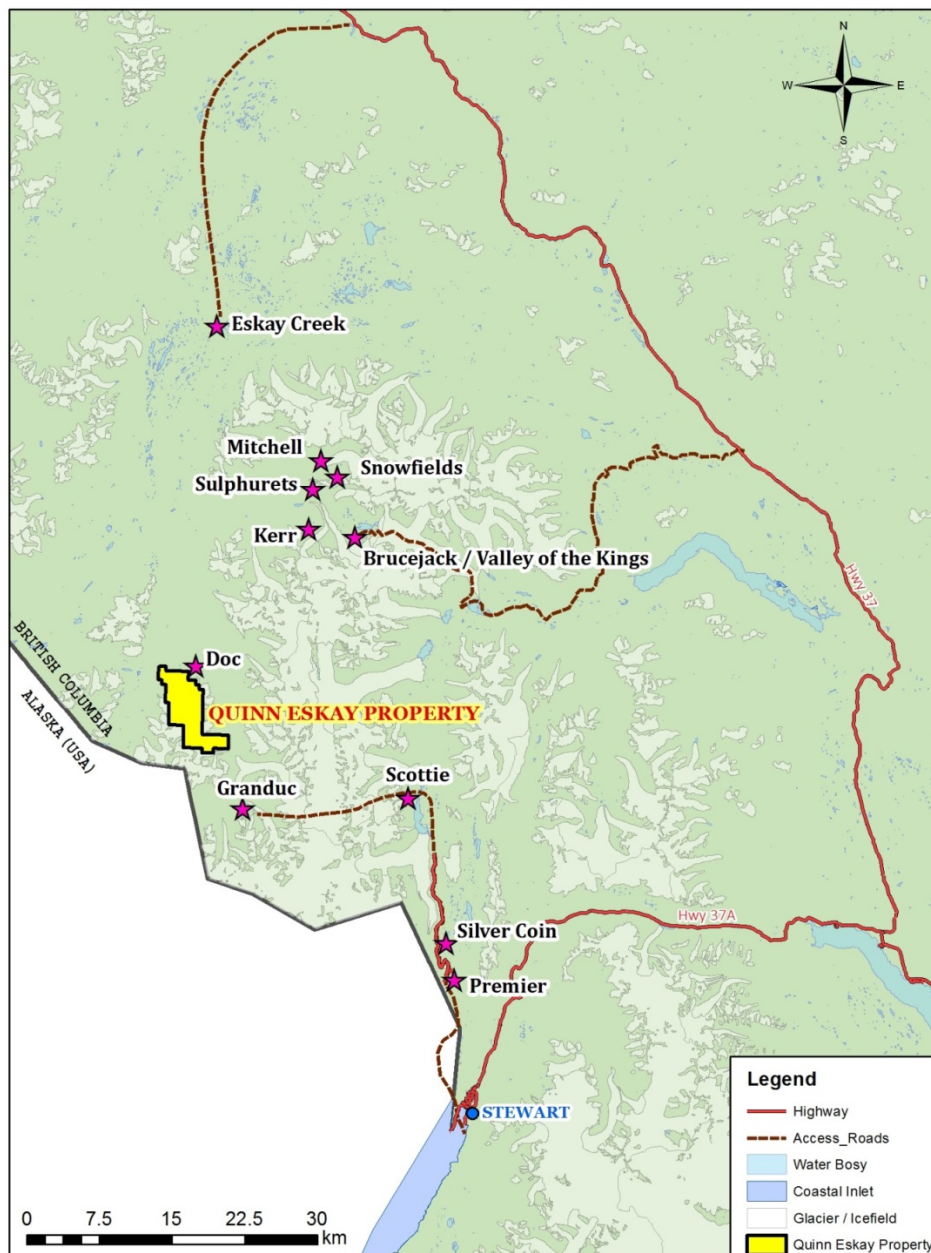 N
W E
S
Eskay Creek
Mitchell
Snowfields
Sulphurets
Kerr
Brucejack / Valley of the Kings
Hwy 37
BRITISH COLUMBIA
ALASKA (USA)
Doc
QUINN ESKAY PROPERTY
Scottie
Granduc
Hwy 37A
Silver Coin
Premier
STEWART
Legend
Highway
Access_Roads
Water Bosy
Coastal Inlet
Glacier / Icefield
Quinn Eskay Property
0 7.5 15 22.5 30
km